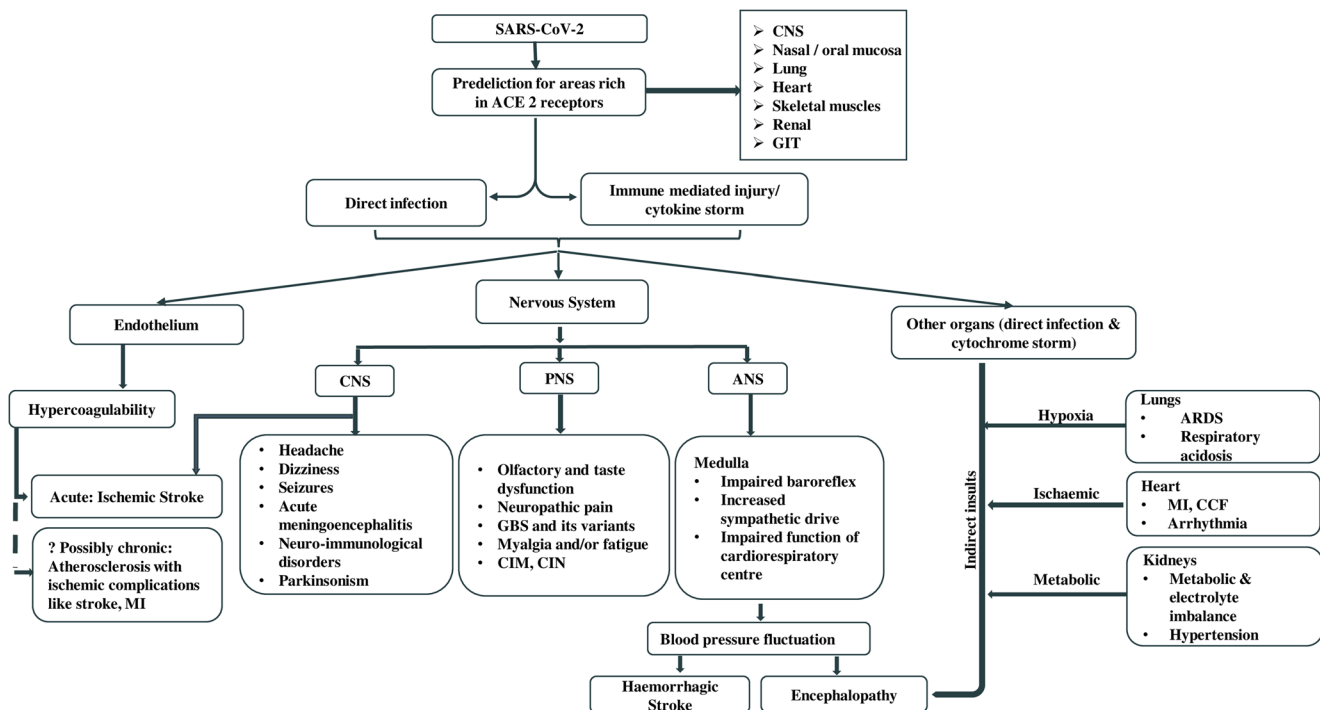 SARS-CoV-2
Predeliction for areas rich
in ACE 2 receptors
➢ CNS
➢ Nasal / oral mucosa
➢ Lung
➢ Heart
➢ Skeletal muscles
➢ Renal
➢ GIT
Direct infection
Immune mediated injury/
cytokine storm
Endothelium
Nervous System
Other organs (direct infection &
cytochrome storm)
CNS
PNS
ANS
Hypercoagulability
Acute: Ischemic Stroke
? Possibly chronic:
Atherosclerosis with
ischemic complications
like stroke, MI
• Headache
• Dizziness
• Seizures
• Acute
meningoencephalitis
• Neuro-immunological
disorders
• Parkinsonism
• Olfactory and taste
dysfunction
• Neuropathic pain
• GBS and its variants
• Myalgia and/or fatigue
• CIM, CIN
Medulla
• Impaired baroreflex
• Increased
sympathetic drive
• Impaired function of
cardiorespiratory
centre
Blood pressure fluctuation
Haemorrhagic
Stroke
Encephalopathy
Indirect insults
Hypoxia
Lungs
• ARDS
• Respiratory
acidosis
Ischaemic
Heart
• MI, CCF
• Arrhythmia
Metabolic
Kidneys
• Metabolic &
electrolyte
imbalance
• Hypertension